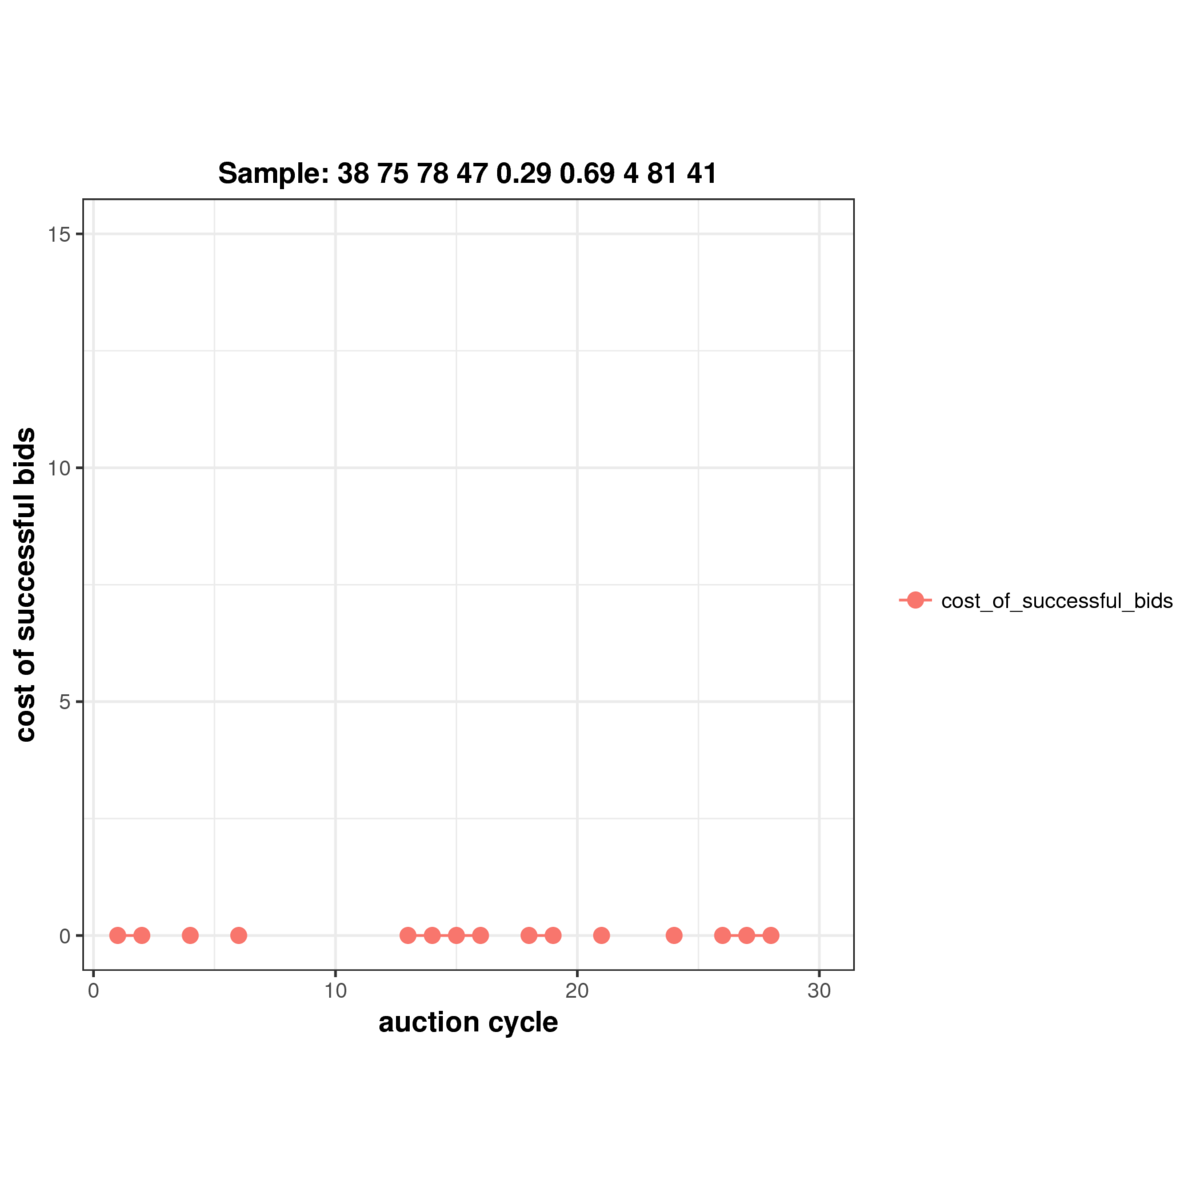 Sample: 38 75 78 47 0.29 0.69 4 81 41
15
10
5
0
cost of successful bids
0 10 20 30
auction cycle
cost_of_successful_bids